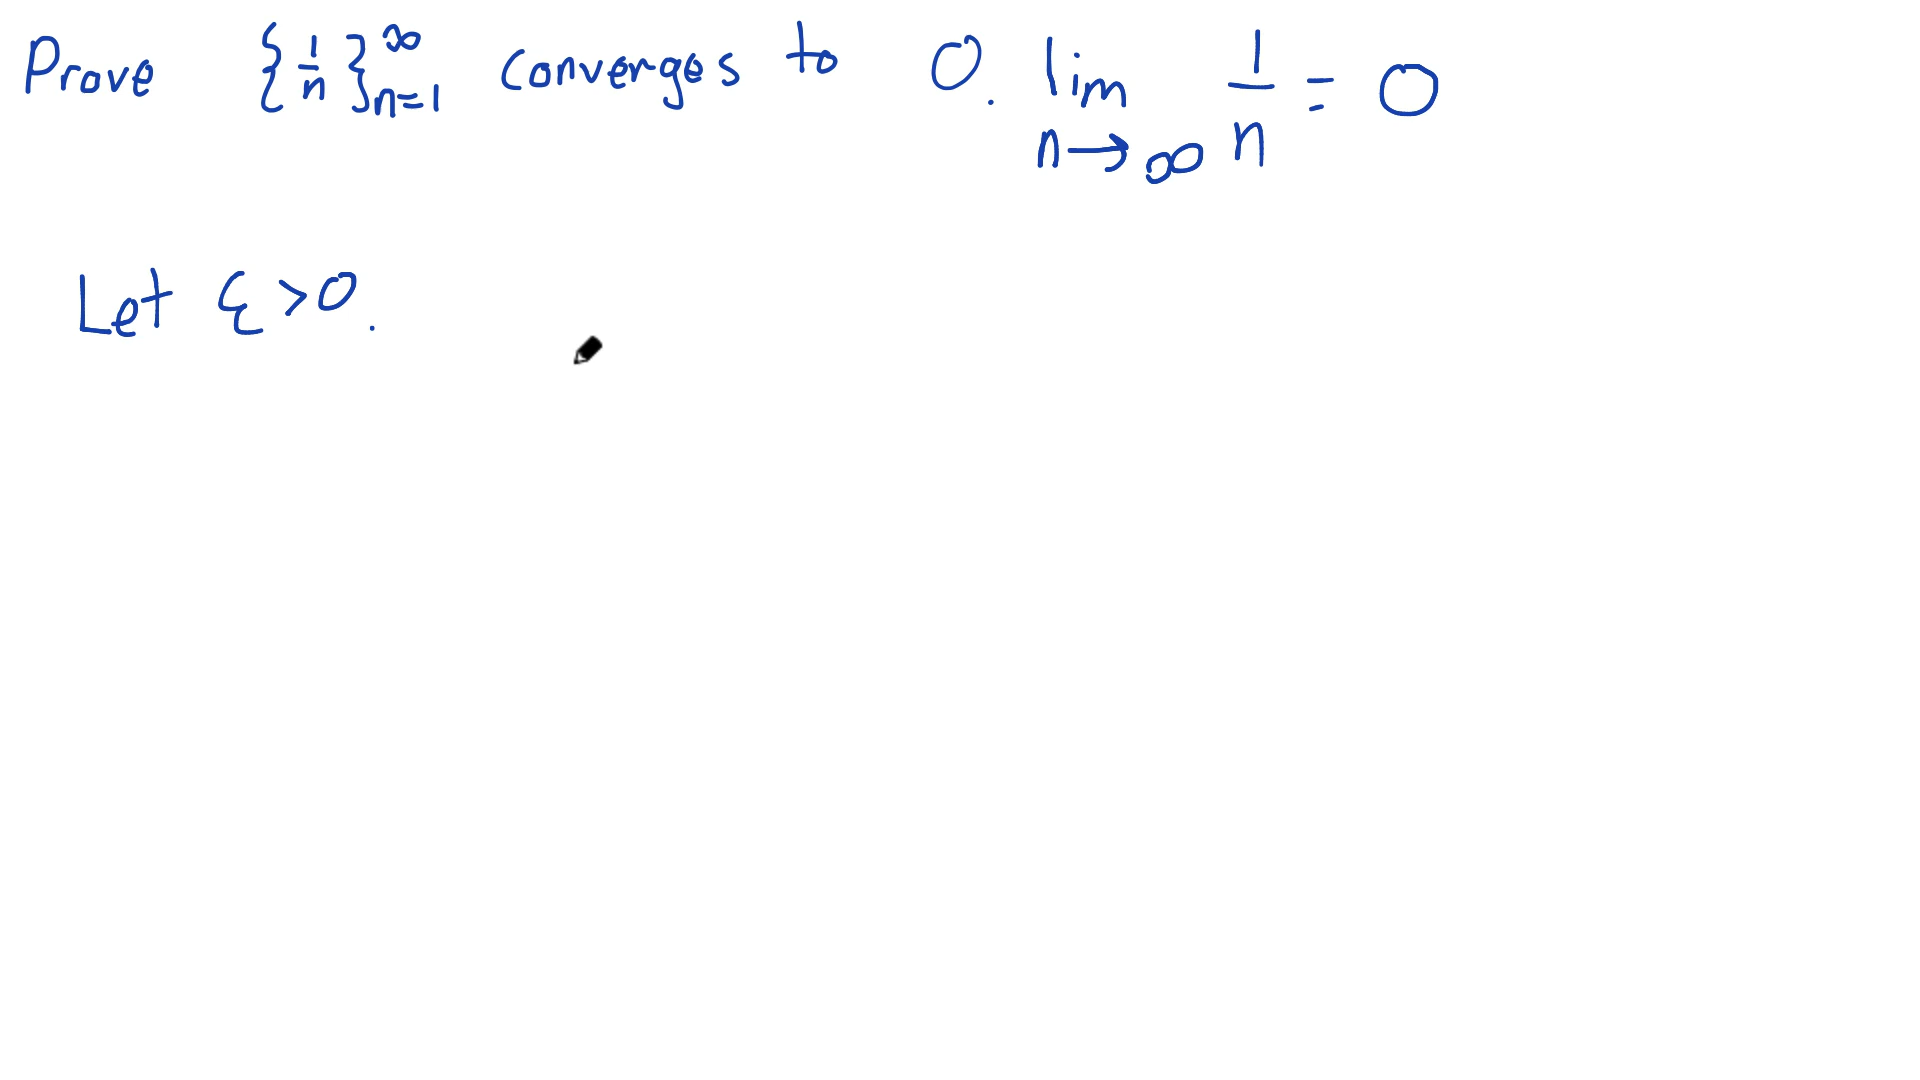 Prove {1/n}_{n=1}^∞ converges to 0. lim_{n→∞} 1/n = 0
Let ε > 0.